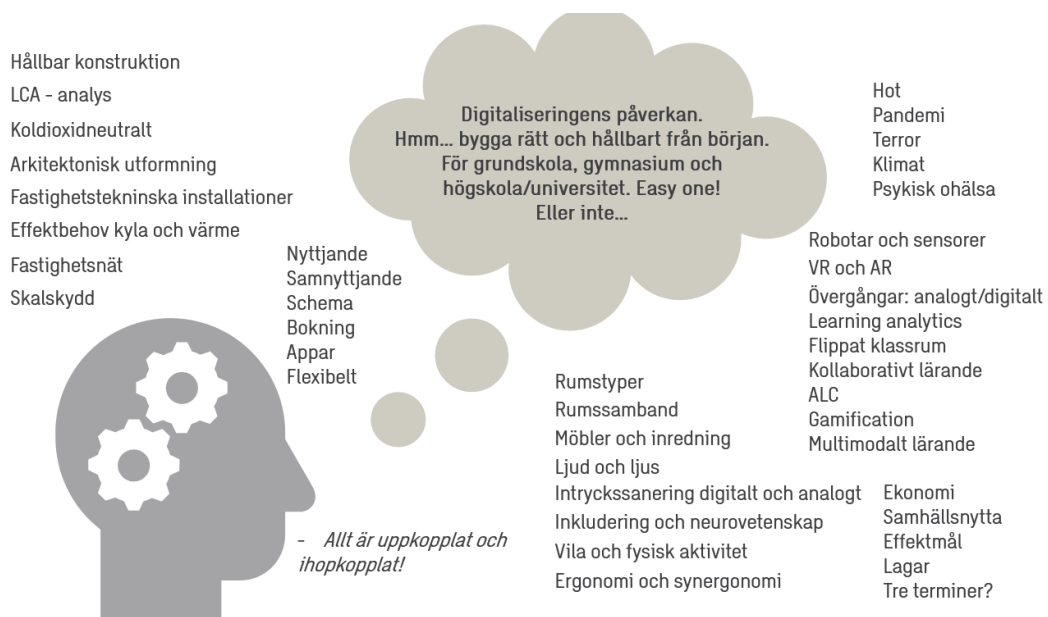 Hållbar konstruktion
LCA - analys
Koldioxidneutralt
Arkitektonisk utformning
Fastighetstekninska installationer
Effektbehov kyla och värme
Fastighetsnät
Skalskydd
Nyttjande
Samnyttjande
Schema
Bokning
Appar
Flexibelt
Digitaliseringens påverkan.
Hmm... bygga rätt och hållbart från början.
För grundskola, gymnasium och
högskola/universitet. Easy one!
Eller inte...
Hot
Pandemi
Terror
Klimat
Psykisk ohälsa
Robotar och sensorer
VR och AR
Övergångar: analogt/digitalt
Learning analytics
Flippat klassrum
Kollaborativt lärande
ALC
Gamification
Multimodalt lärande
Rumstyper
Rumssamband
Möbler och inredning
Ljud och ljus
Intryckssanering digitalt och analogt
Inkludering och neurovetenskap
Vila och fysisk aktivitet
Ergonomi och synergonomi
Ekonomi
Samhällsnytta
Effektmål
Lagar
Tre terminer?
- Allt är uppkopplat och
ihopkopplat!